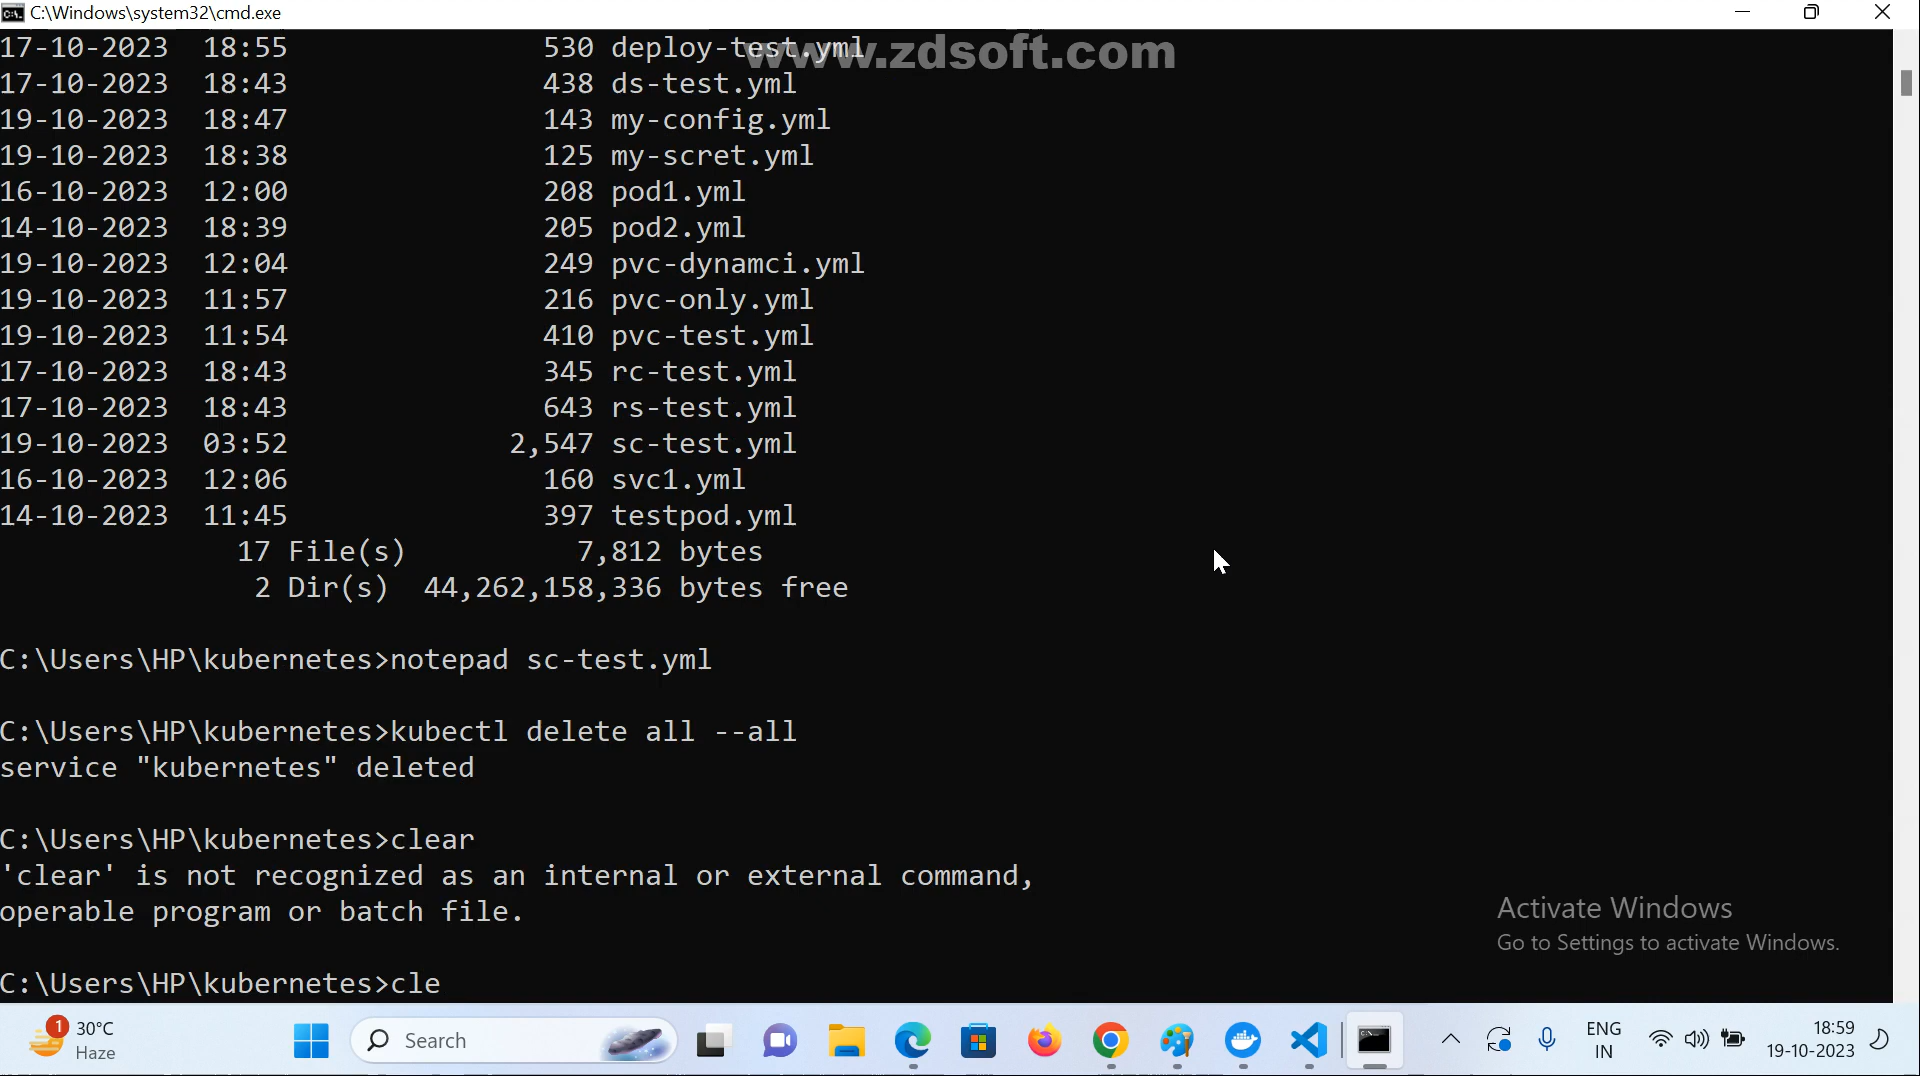 C:\Windows\system32\cmd.exe
17-10-2023  18:55               530 deploy-test.yml
www.zdsoft.com
17-10-2023  18:43               438 ds-test.yml
19-10-2023  18:47               143 my-config.yml
19-10-2023  18:38               125 my-scret.yml
16-10-2023  12:00               208 pod1.yml
14-10-2023  18:39               205 pod2.yml
19-10-2023  12:04               249 pvc-dynamci.yml
19-10-2023  11:57               216 pvc-only.yml
19-10-2023  11:54               410 pvc-test.yml
17-10-2023  18:43               345 rc-test.yml
17-10-2023  18:43               643 rs-test.yml
19-10-2023  03:52             2,547 sc-test.yml
16-10-2023  12:06               160 svc1.yml
14-10-2023  11:45               397 testpod.yml
17 File(s)          7,812 bytes
2 Dir(s)  44,262,158,336 bytes free
C:\Users\HP\kubernetes>notepad sc-test.yml
C:\Users\HP\kubernetes>kubectl delete all --all
service "kubernetes" deleted
C:\Users\HP\kubernetes>clear
'clear' is not recognized as an internal or external command,
operable program or batch file.
Activate Windows
Go to Settings to activate Windows.
C:\Users\HP\kubernetes>cle
1
30°C
Haze
Search
ENG
IN
18:59
19-10-2023